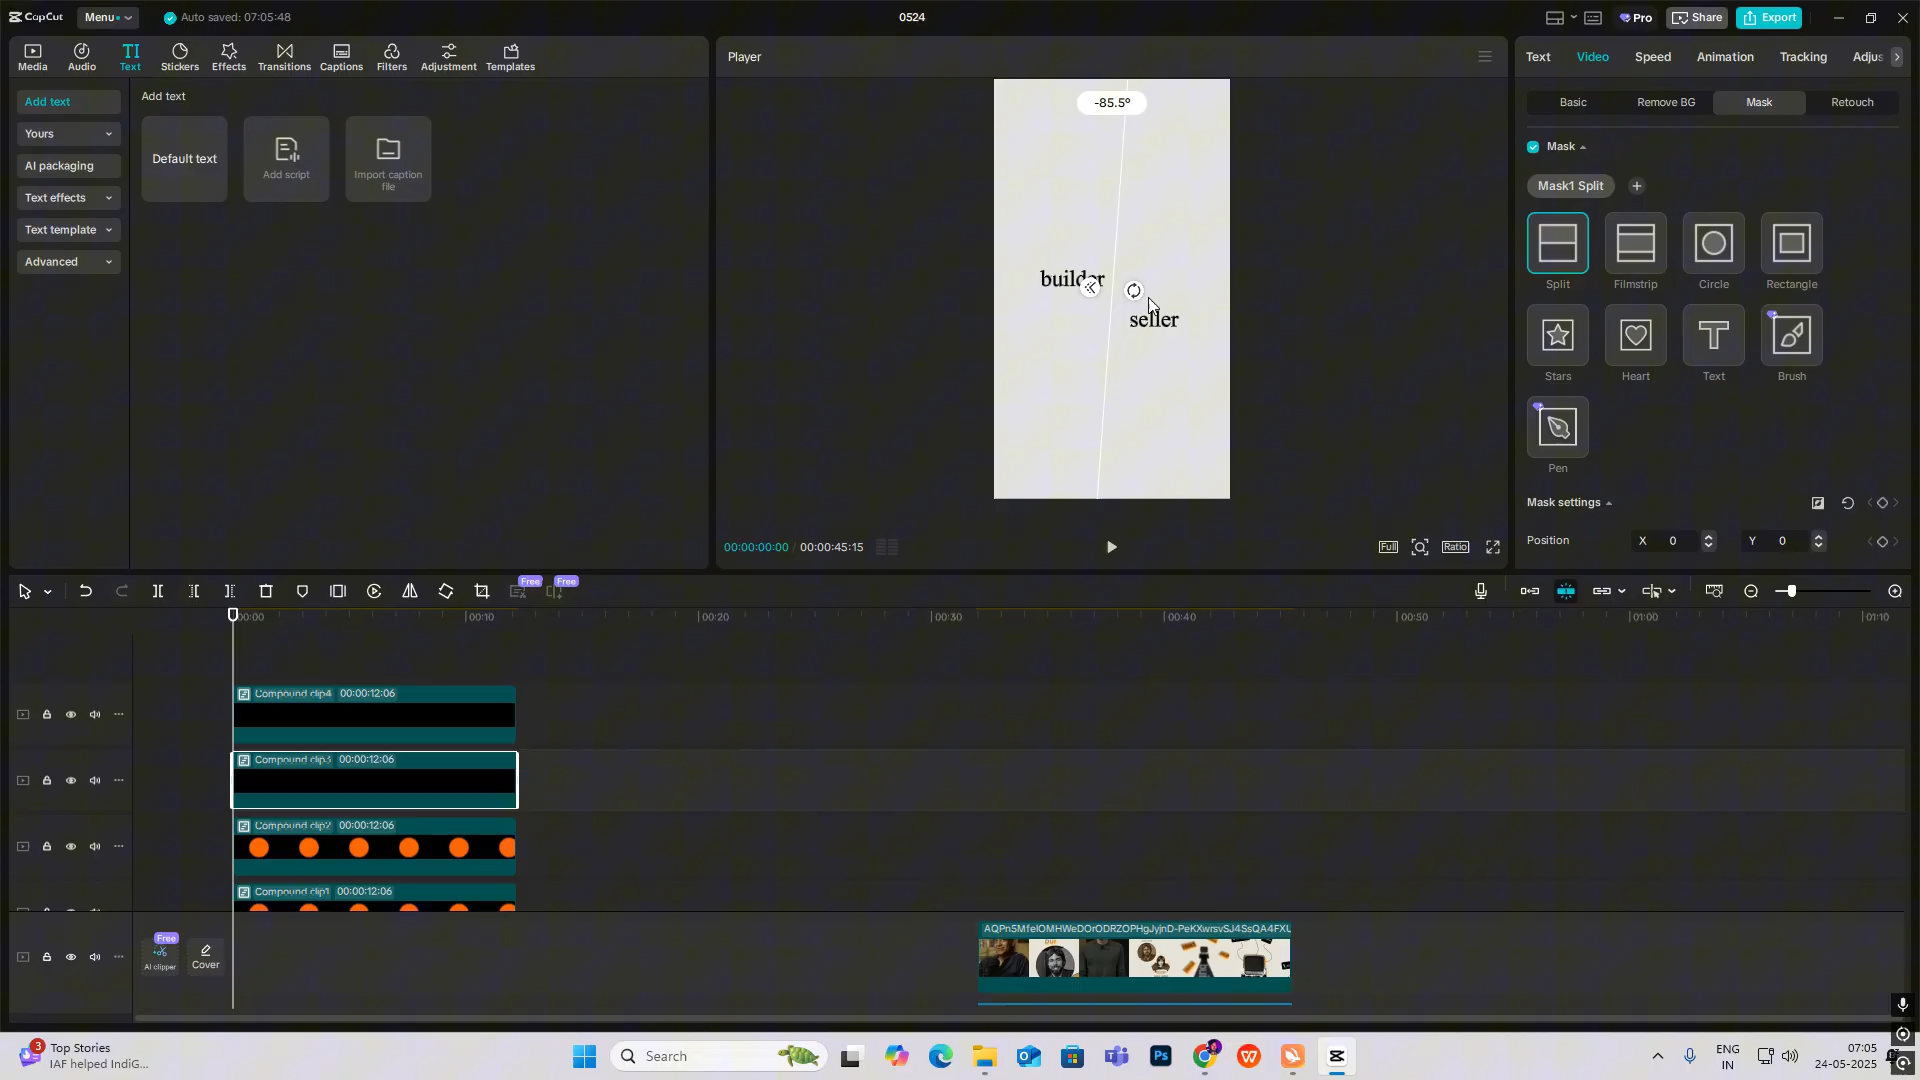 CapCut
Menu
Auto saved: 07:05:48
0524
Pro
Share
Export
Media
Audio
TI
Text
Stickers
Effects
Transitions
Captions
Filters
Adjustment
Templates
Add text
Yours
AI packaging
Text effects
Text template
Advanced
Add text
Default text
Add script
Import caption
file
Player
-85.5°
builder
seller
00:00:00:00 / 00:00:45:15
Full
Ratio
Text
Video
Speed
Animation
Tracking
Adjus
Basic
Remove BG
Mask
Retouch
Mask
Mask1 Split
Split
Filmstrip
Circle
Rectangle
Stars
Heart
T
Text
Brush
Pen
Mask settings
Position
X 0
Y 0
Free
Free
00:00
00:10
00:20
00:30
00:40
00:50
01:00
01:10
Compound clip4 00:00:12:06
Compound clip3 00:00:12:06
Compound clip2 00:00:12:06
Compound clip1 00:00:12:06
Free
AI clipper
Cover
3
Top Stories
IAF helped IndiG...
Search
Ps
ENG
IN
07:05
24-05-2025